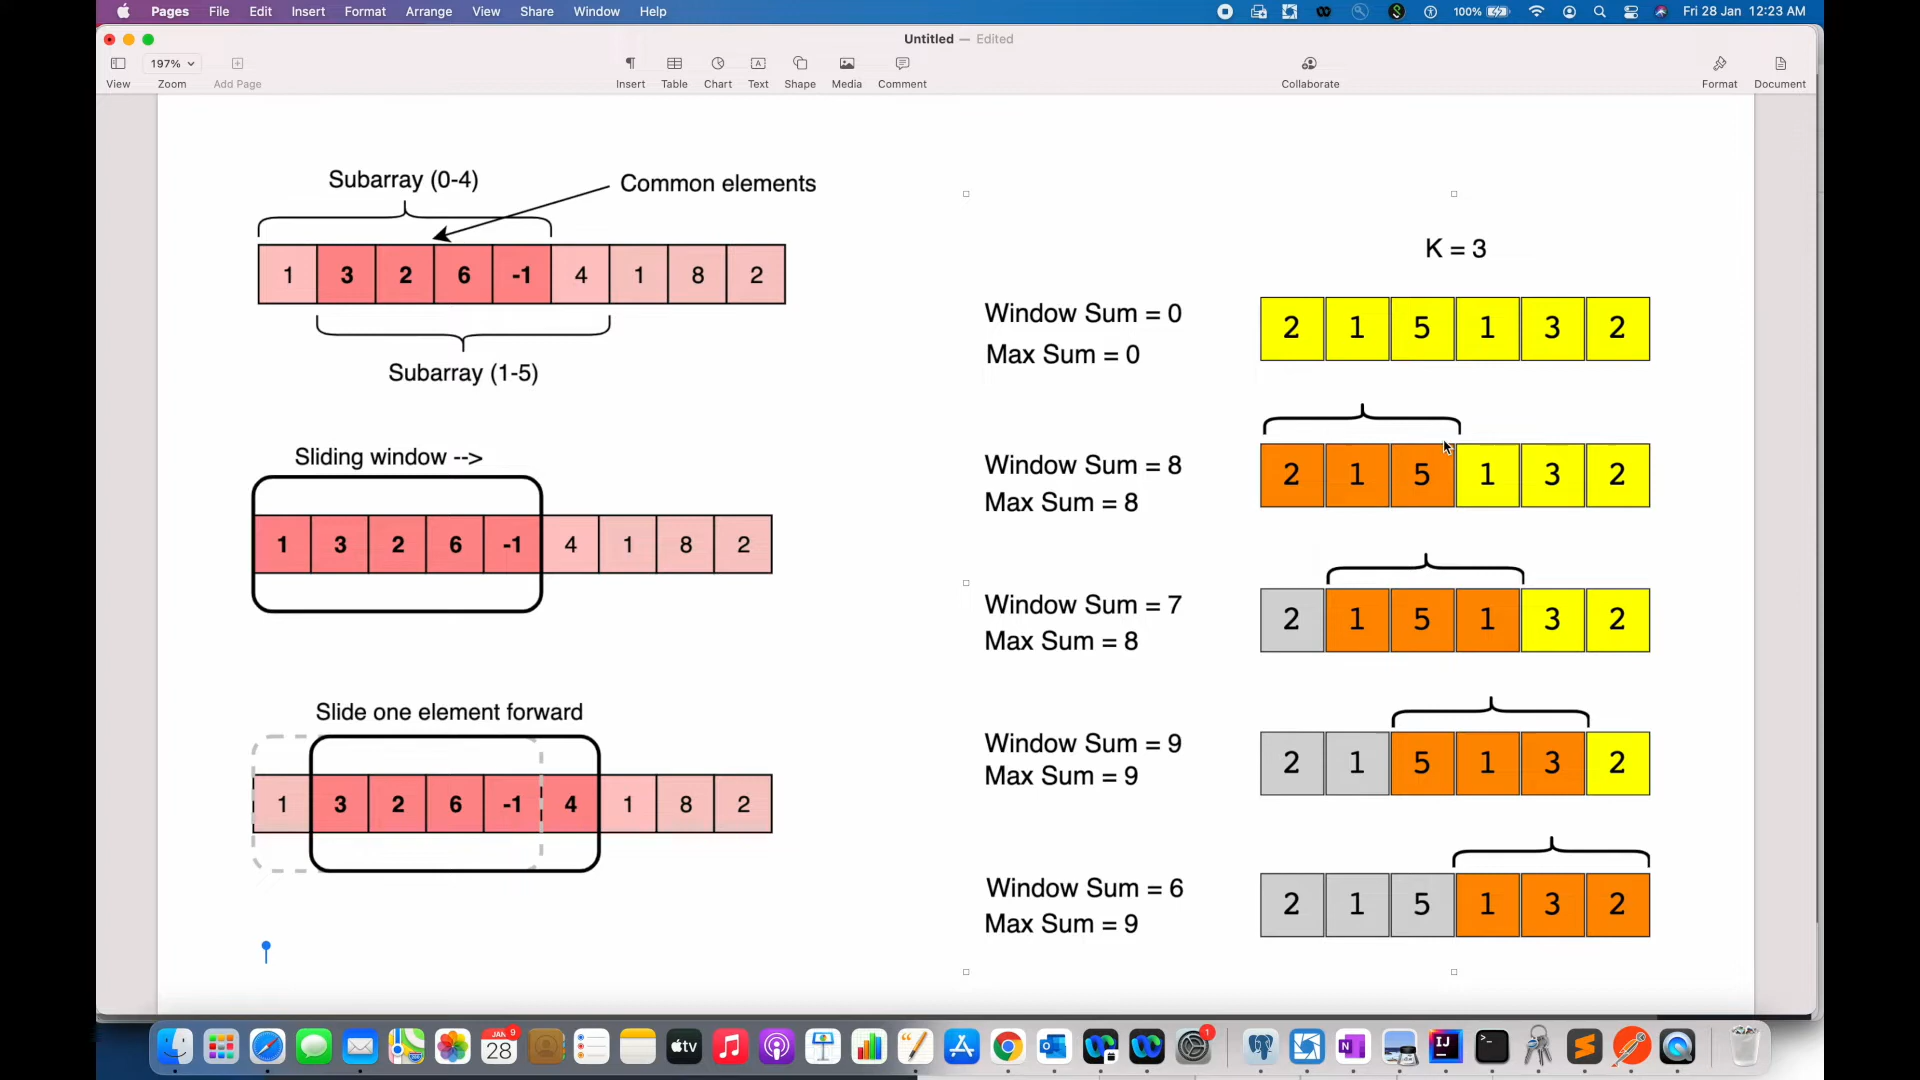 Pages File Edit Insert Format Arrange View Share Window Help
100% Fri 28 Jan 12:23 AM
Untitled — Edited
197%
View Zoom Add Page Insert Table Chart Text Shape Media Comment Collaborate Format Document
Subarray (0-4)
Common elements
1 3 2 6 -1 4 1 8 2
Subarray (1-5)
Sliding window -->
1 3 2 6 -1 4 1 8 2
Slide one element forward
1 3 2 6 -1 4 1 8 2
K = 3
Window Sum = 0
Max Sum = 0
2 1 5 1 3 2
Window Sum = 8
Max Sum = 8
2 1 5 1 3 2
Window Sum = 7
Max Sum = 8
2 1 5 1 3 2
Window Sum = 9
Max Sum = 9
2 1 5 1 3 2
Window Sum = 6
Max Sum = 9
2 1 5 1 3 2
JAN 9
28
tv
1
IJ